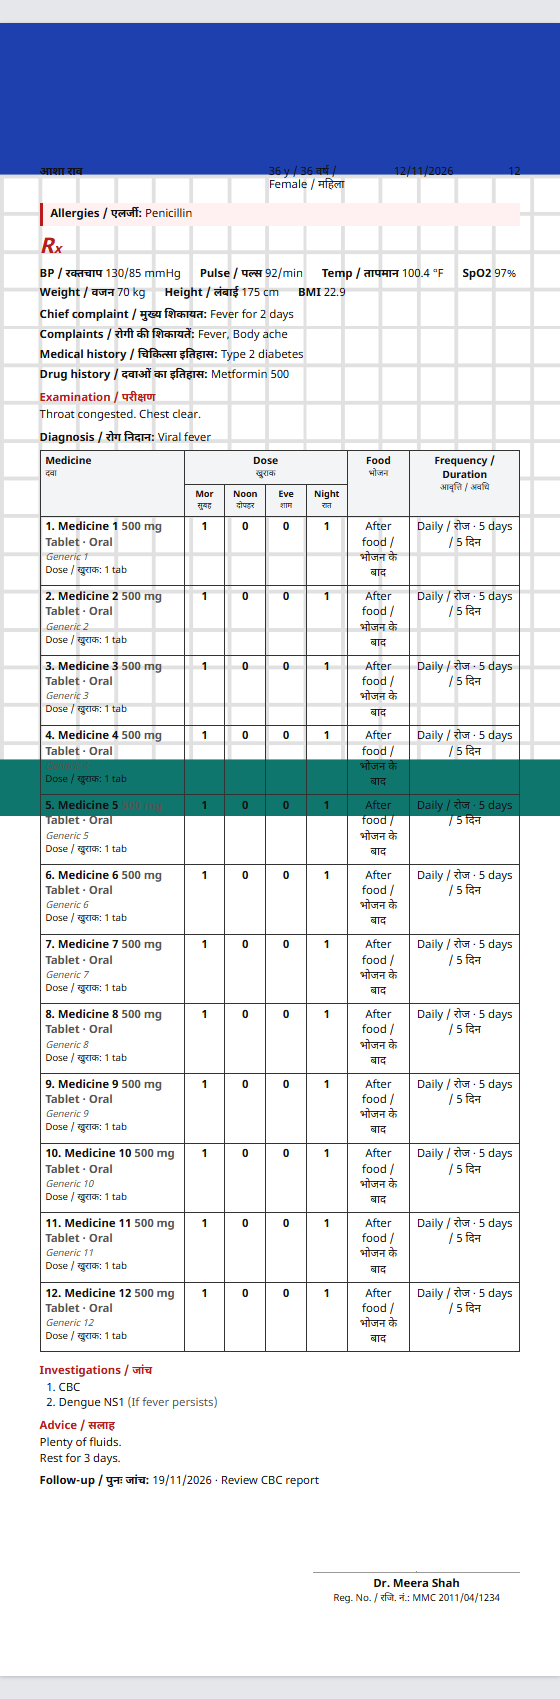 आशा राव 36 y / 36 वर्ष / Female / महिला 12/11/2026 12
Allergies / एलर्जी: Penicillin
Rx
BP / रक्तचाप 130/85 mmHg Pulse / पल्स 92/min Temp / तापमान 100.4 °F SpO2 97%
Weight / वजन 70 kg Height / लंबाई 175 cm BMI 22.9
Chief complaint / मुख्य शिकायत: Fever for 2 days
Complaints / रोगी की शिकायतें: Fever, Body ache
Medical history / चिकित्सा इतिहास: Type 2 diabetes
Drug history / दवाओं का इतिहास: Metformin 500
Examination / परीक्षण
Throat congested. Chest clear.
Diagnosis / रोग निदान: Viral fever
Medicine Dose Food Frequency / Duration
दवा खुराक भोजन आवृति / अवधि
Mor Noon Eve Night
सुबह दोपहर शाम रात
1. Medicine 1 500 mg 1 0 0 1 After Daily / रोज · 5 days
Tablet · Oral food / / 5 दिन
Generic 1 भोजन के
Dose / खुराक: 1 tab बाद
2. Medicine 2 500 mg 1 0 0 1 After Daily / रोज · 5 days
Tablet · Oral food / / 5 दिन
Generic 2 भोजन के
Dose / खुराक: 1 tab बाद
3. Medicine 3 500 mg 1 0 0 1 After Daily / रोज · 5 days
Tablet · Oral food / / 5 दिन
Generic 3 भोजन के
Dose / खुराक: 1 tab बाद
4. Medicine 4 500 mg 1 0 0 1 After Daily / रोज · 5 days
Tablet · Oral food / / 5 दिन
भोजन के
Dose / खुराक: 1 tab बाद
5. Medicine 5 500 mg 1 0 0 1 After Daily / रोज · 5 days
Tablet · Oral food / / 5 दिन
Generic 5 भोजन के
Dose / खुराक: 1 tab बाद
6. Medicine 6 500 mg 1 0 0 1 After Daily / रोज · 5 days
Tablet · Oral food / / 5 दिन
Generic 6 भोजन के
Dose / खुराक: 1 tab बाद
7. Medicine 7 500 mg 1 0 0 1 After Daily / रोज · 5 days
Tablet · Oral food / / 5 दिन
Generic 7 भोजन के
Dose / खुराक: 1 tab बाद
8. Medicine 8 500 mg 1 0 0 1 After Daily / रोज · 5 days
Tablet · Oral food / / 5 दिन
Generic 8 भोजन के
Dose / खुराक: 1 tab बाद
9. Medicine 9 500 mg 1 0 0 1 After Daily / रोज · 5 days
Tablet · Oral food / / 5 दिन
Generic 9 भोजन के
Dose / खुराक: 1 tab बाद
10. Medicine 10 500 mg 1 0 0 1 After Daily / रोज · 5 days
Tablet · Oral food / / 5 दिन
Generic 10 भोजन के
Dose / खुराक: 1 tab बाद
11. Medicine 11 500 mg 1 0 0 1 After Daily / रोज · 5 days
Tablet · Oral food / / 5 दिन
Generic 11 भोजन के
Dose / खुराक: 1 tab बाद
12. Medicine 12 500 mg 1 0 0 1 After Daily / रोज · 5 days
Tablet · Oral food / / 5 दिन
Generic 12 भोजन के
Dose / खुराक: 1 tab बाद
Investigations / जांच
1. CBC
2. Dengue NS1 (If fever persists)
Advice / सलाह
Plenty of fluids.
Rest for 3 days.
Follow-up / पुनः जांच: 19/11/2026 · Review CBC report
Dr. Meera Shah
Reg. No. / रजि. नं.: MMC 2011/04/1234